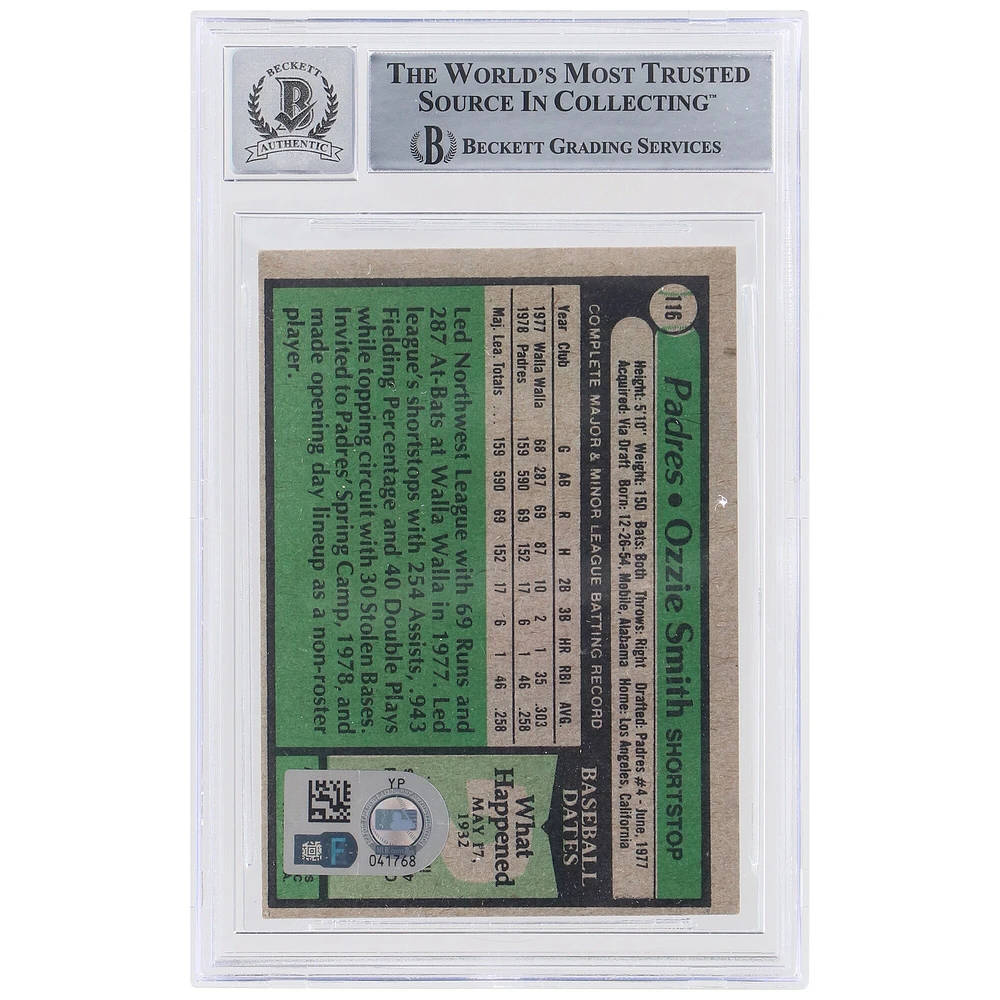 BECKETT
B
AUTHENTIC
THE WORLD'S MOST TRUSTED
SOURCE IN COLLECTING™
B BECKETT GRADING SERVICES
116
Padres • Ozzie Smith SHORTSTOP
Height: 5'10" Weight: 150 Bats: Both Throws: Right Drafted: Padres #4 - June, 1977
Acquired: Via Draft Born: 12-26-54, Mobile, Alabama Home: Los Angeles, California
COMPLETE MAJOR & MINOR LEAGUE BATTING RECORD
Year Club G AB R H 2B 3B HR RBI AVG.
1977 Walla Walla 68 287 69 87 10 2 1 35 .303
1978 Padres 159 590 69 152 17 6 1 46 .258
Maj. Lea. Totals . . . 159 590 69 152 17 6 1 46 .258
Led Northwest League with 69 Runs and
287 At-Bats at Walla Walla in 1977. Led
league's shortstops with 254 Assists, .943
Fielding Percentage and 40 Double Plays
while topping circuit with 30 Stolen Bases.
Invited to Padres' Spring Camp, 1978, and
made opening day lineup as a non-roster
player.
BASEBALL
DATES
What
Happened
MAY 17,
1932
YP
041768
F